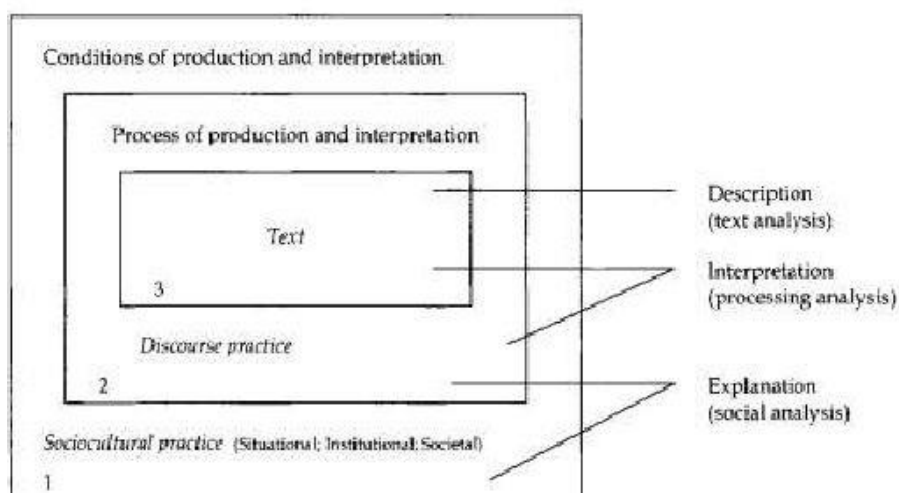 Conditions of production and interpretation
Process of production and interpretation
Text
3
Discourse practice
2
Sociocultural practice (Situational; Institutional; Societal)
1
Description
(text analysis)
Interpretation
(processing analysis)
Explanation
(social analysis)